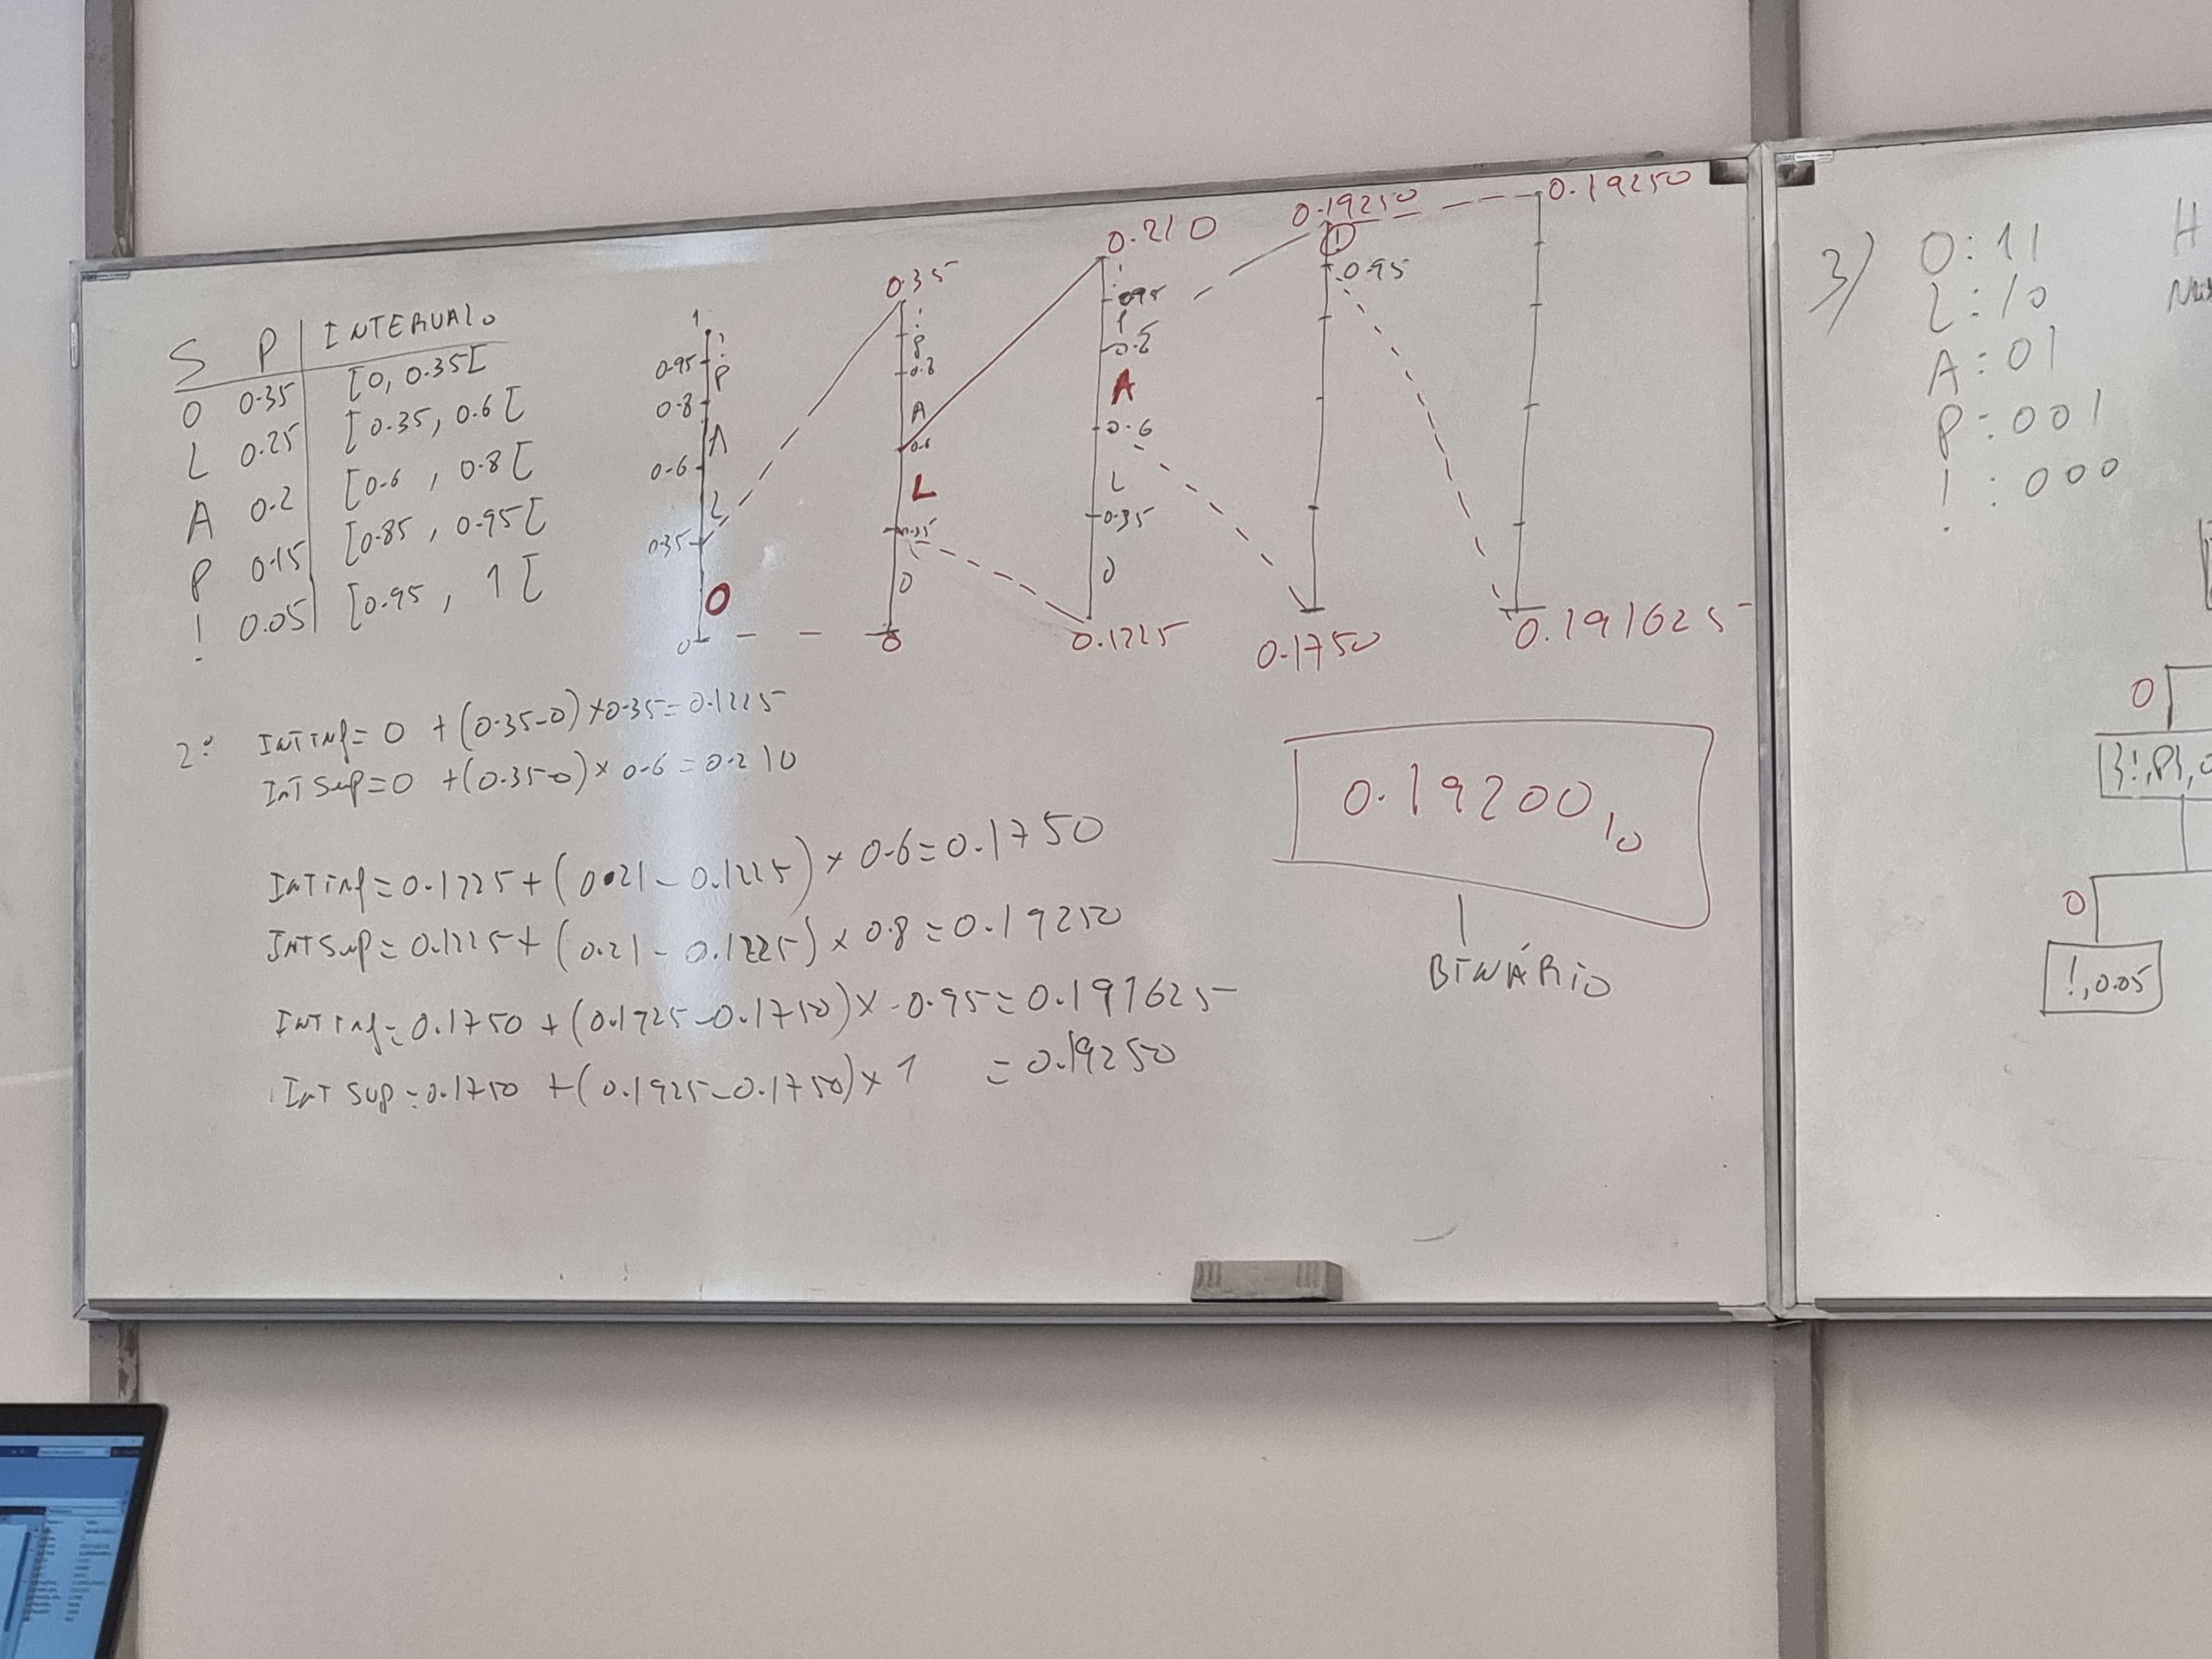 S P INTERVALO
O 0.35 [0, 0.35[
L 0.25 [0.35, 0.6[
A 0.2 [0.6, 0.8[
P 0.15 [0.85, 0.95[
! 0.05 [0.95, 1[
1
!
0.95
P
0.8
A
0.6
L
0.35
O
0
0.35
!
P
0.8
A
0.6
L
0.35
O
0
0.210
!
0.95
P
0.8
A
0.6
L
0.35
O
0.1225
0.19250
!
0.95
0.1750
0.19250
0.191625
2º
INT inf = 0 + (0.35-0) × 0.35 = 0.1225
INT Sup = 0 + (0.35-0) × 0.6 = 0.210
INT inf = 0.1225 + (0.21 - 0.1225) × 0.6 = 0.1750
INT Sup = 0.1225 + (0.21 - 0.1225) × 0.8 = 0.19250
INT inf = 0.1750 + (0.1925-0.1750) × 0.95 = 0.191625
INT Sup = 0.1750 + (0.1925-0.1750) × 1 = 0.19250
0.19200₁₀
BINÁRIO
3)
O: 11
L: 10
A: 01
P: 001
!: 000
H
0
}!,P},0
0
!, 0.05